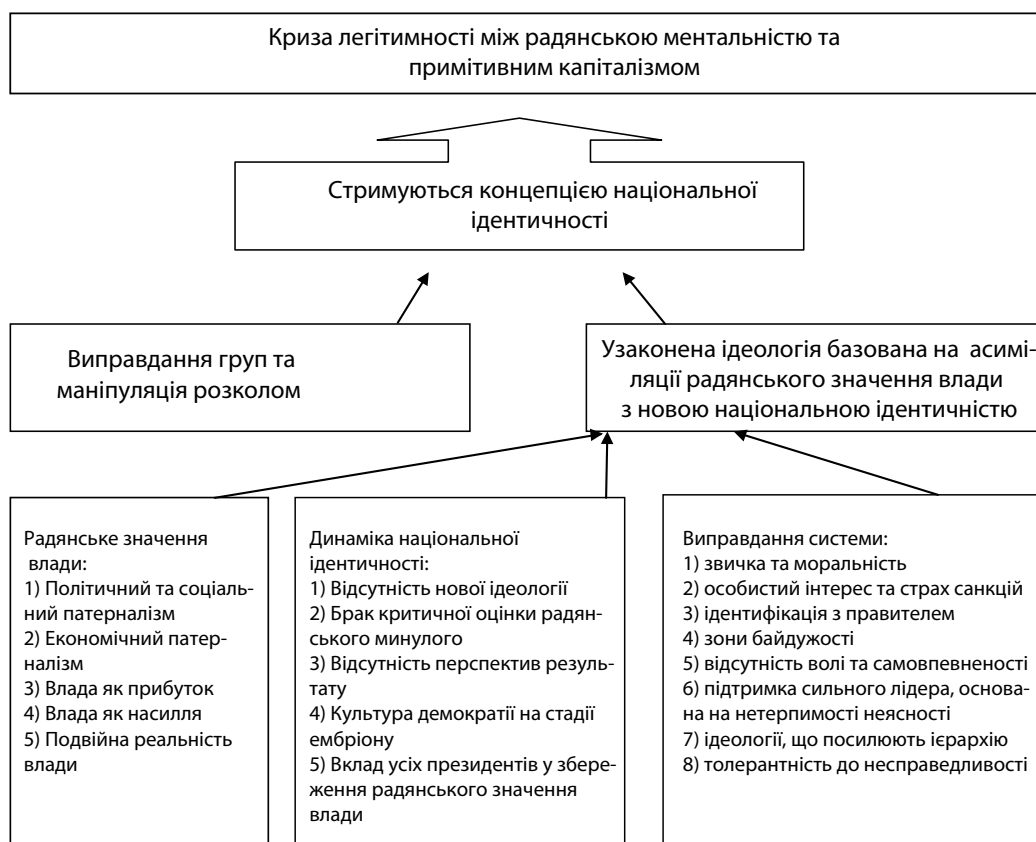 Криза легітимності між радянською ментальністю та
примітивним капіталізмом
Стримуються концепцією національної
ідентичності
Виправдання груп та
маніпуляція розколом
Узаконена ідеологія базована на асимі-
ляції радянського значення влади
з новою національною ідентичністю
Радянське значення
влади:
1) Політичний та соціаль-
ний патерналізм
2) Економічний патер-
налізм
3) Влада як прибуток
4) Влада як насилля
5) Подвійна реальність
влади
Динаміка національної
ідентичності:
1) Відсутність нової ідеології
2) Брак критичної оцінки радян-
ського минулого
3) Відсутність перспектив резуль-
тату
4) Культура демократії на стадії
ембріону
5) Вклад усіх президентів у збере-
ження радянського значення
влади
Виправдання системи:
1) звичка та моральність
2) особистий інтерес та страх санкцій
3) ідентифікація з правителем
4) зони байдужості
5) відсутність волі та самовпевнености
6) підтримка сильного лідера, основа-
на на нетерпимості неясності
7) ідеології, що посилюють ієрархію
8) толерантність до несправедливості